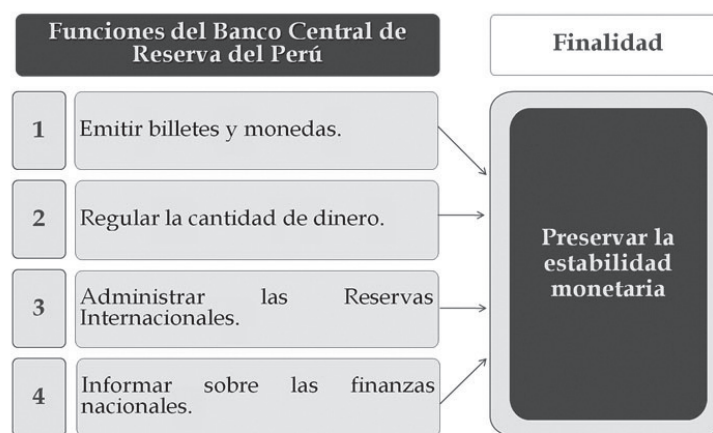 Funciones del Banco Central de
Reserva del Perú
Finalidad
1
Emitir billetes y monedas.
2
Regular la cantidad de dinero.
3
Administrar las Reservas
Internacionales.
4
Informar sobre las finanzas
nacionales.
Preservar la
estabilidad
monetaria